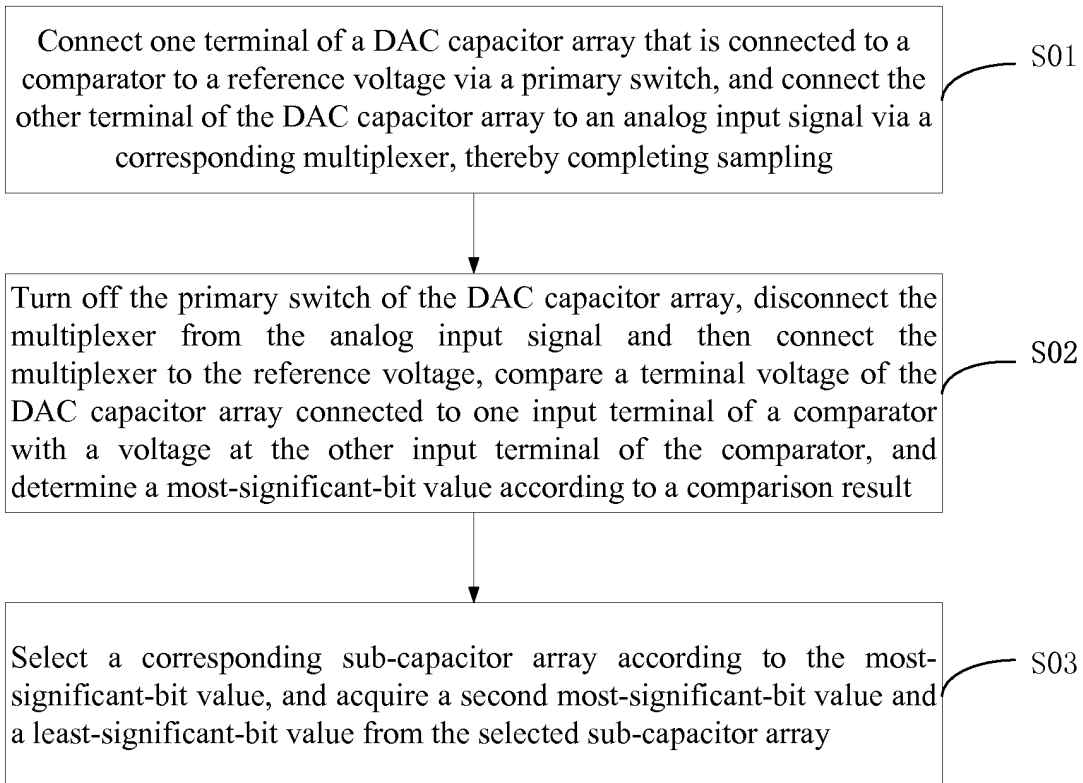 Connect one terminal of a DAC capacitor array that is connected to a
comparator to a reference voltage via a primary switch, and connect the
other terminal of the DAC capacitor array to an analog input signal via a
corresponding multiplexer, thereby completing sampling
S01
Turn off the primary switch of the DAC capacitor array, disconnect the
multiplexer from the analog input signal and then connect the
multiplexer to the reference voltage, compare a terminal voltage of the
DAC capacitor array connected to one input terminal of a comparator
with a voltage at the other input terminal of the comparator, and
determine a most-significant-bit value according to a comparison result
S02
Select a corresponding sub-capacitor array according to the most-
significant-bit value, and acquire a second most-significant-bit value and
a least-significant-bit value from the selected sub-capacitor array
S03